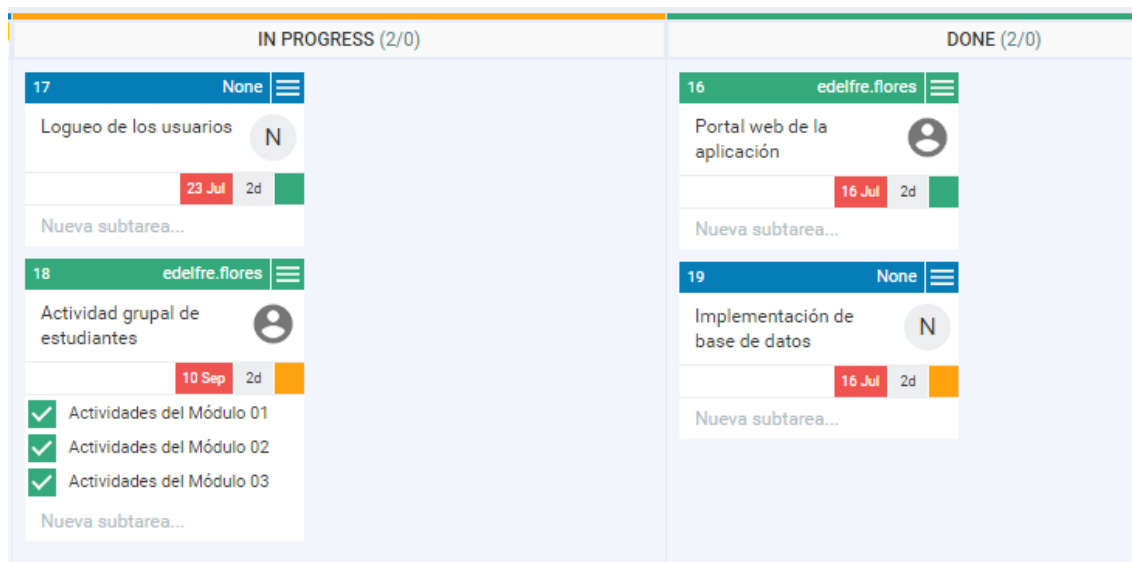 IN PROGRESS (2/0)
17 None
Logueo de los usuarios
N
23 Jul 2d
Nueva subtarea...
18 edelfre.flores
Actividad grupal de
estudiantes
10 Sep 2d
Actividades del Módulo 01
Actividades del Módulo 02
Actividades del Módulo 03
Nueva subtarea...
DONE (2/0)
16 edelfre.flores
Portal web de la
aplicación
16 Jul 2d
Nueva subtarea...
19 None
Implementación de
base de datos
N
16 Jul 2d
Nueva subtarea...